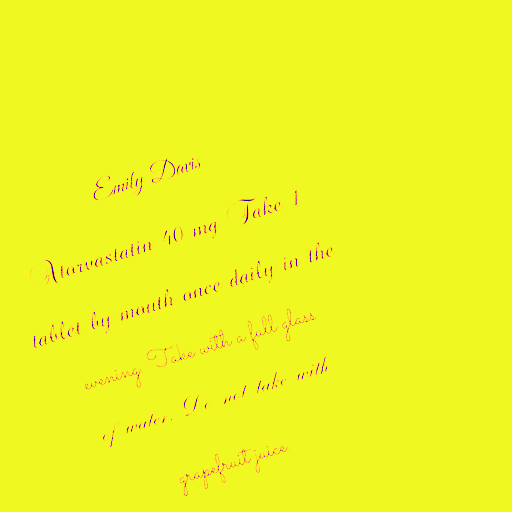 Emily Davis
Atorvastatin 40 mg Take 1
tablet by mouth once daily in the
evening. Take with a full glass
of water. Do not take with
grapefruit juice.